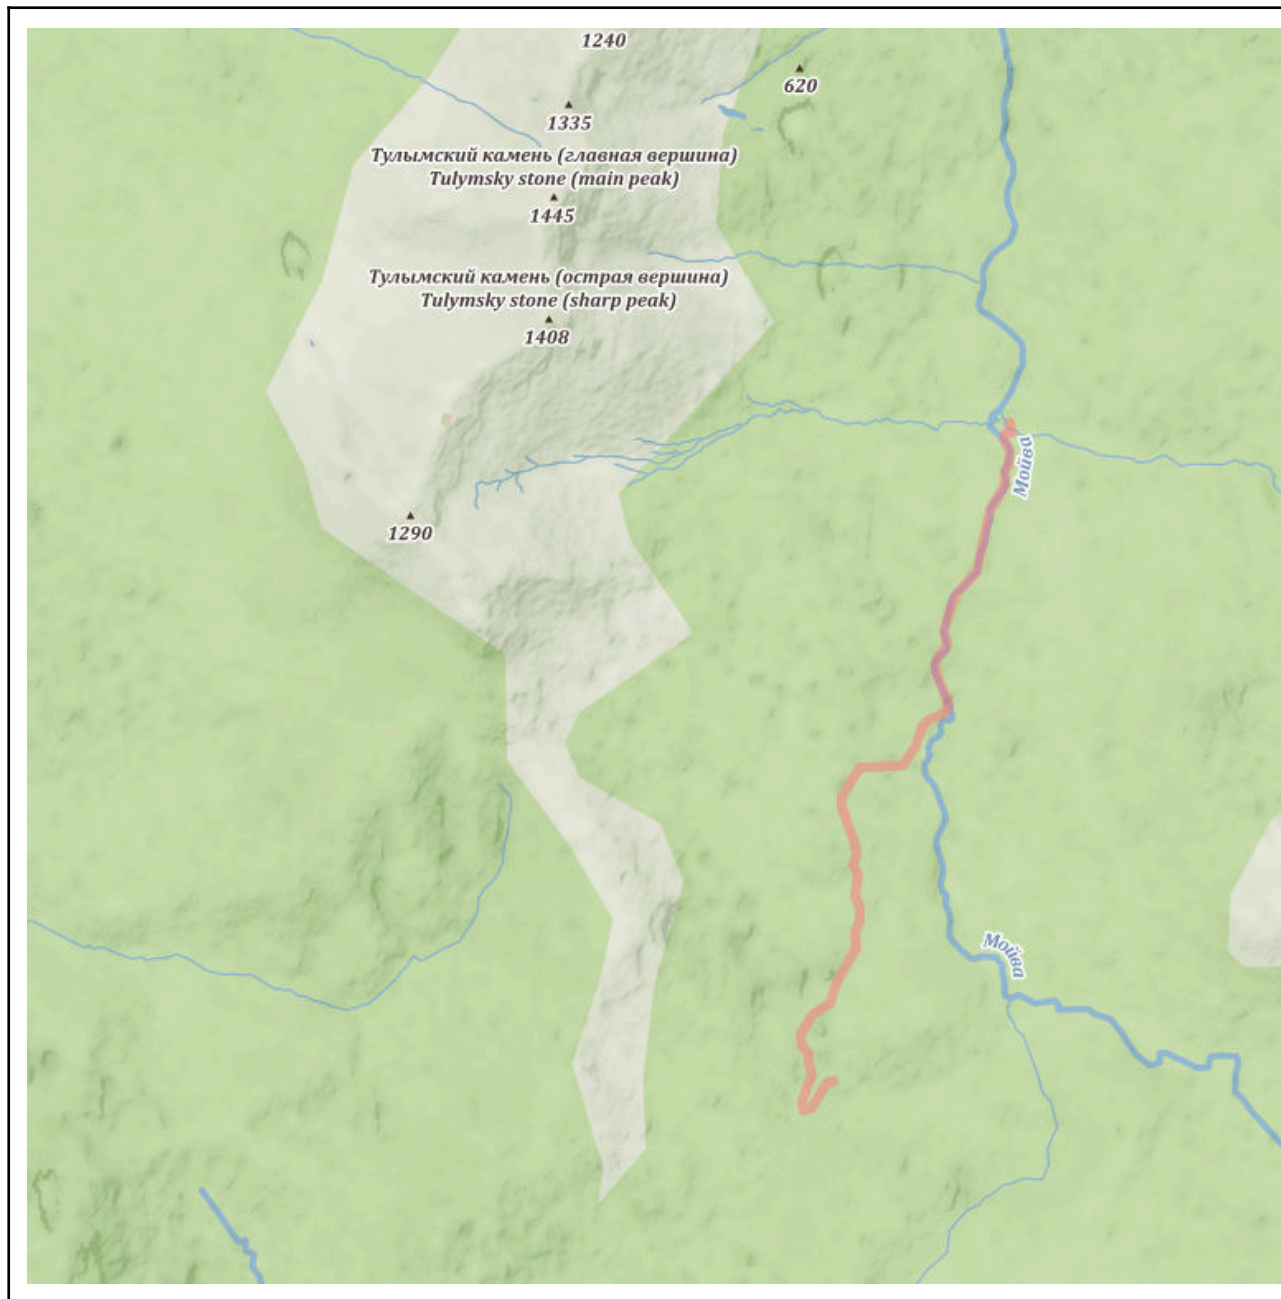 1240
620
1335
Тулымский камень (главная вершина)
Tulymsky stone (main peak)
1445
Тулымский камень (острая вершина)
Tulymsky stone (sharp peak)
1408
Мойва
1290
Мойва